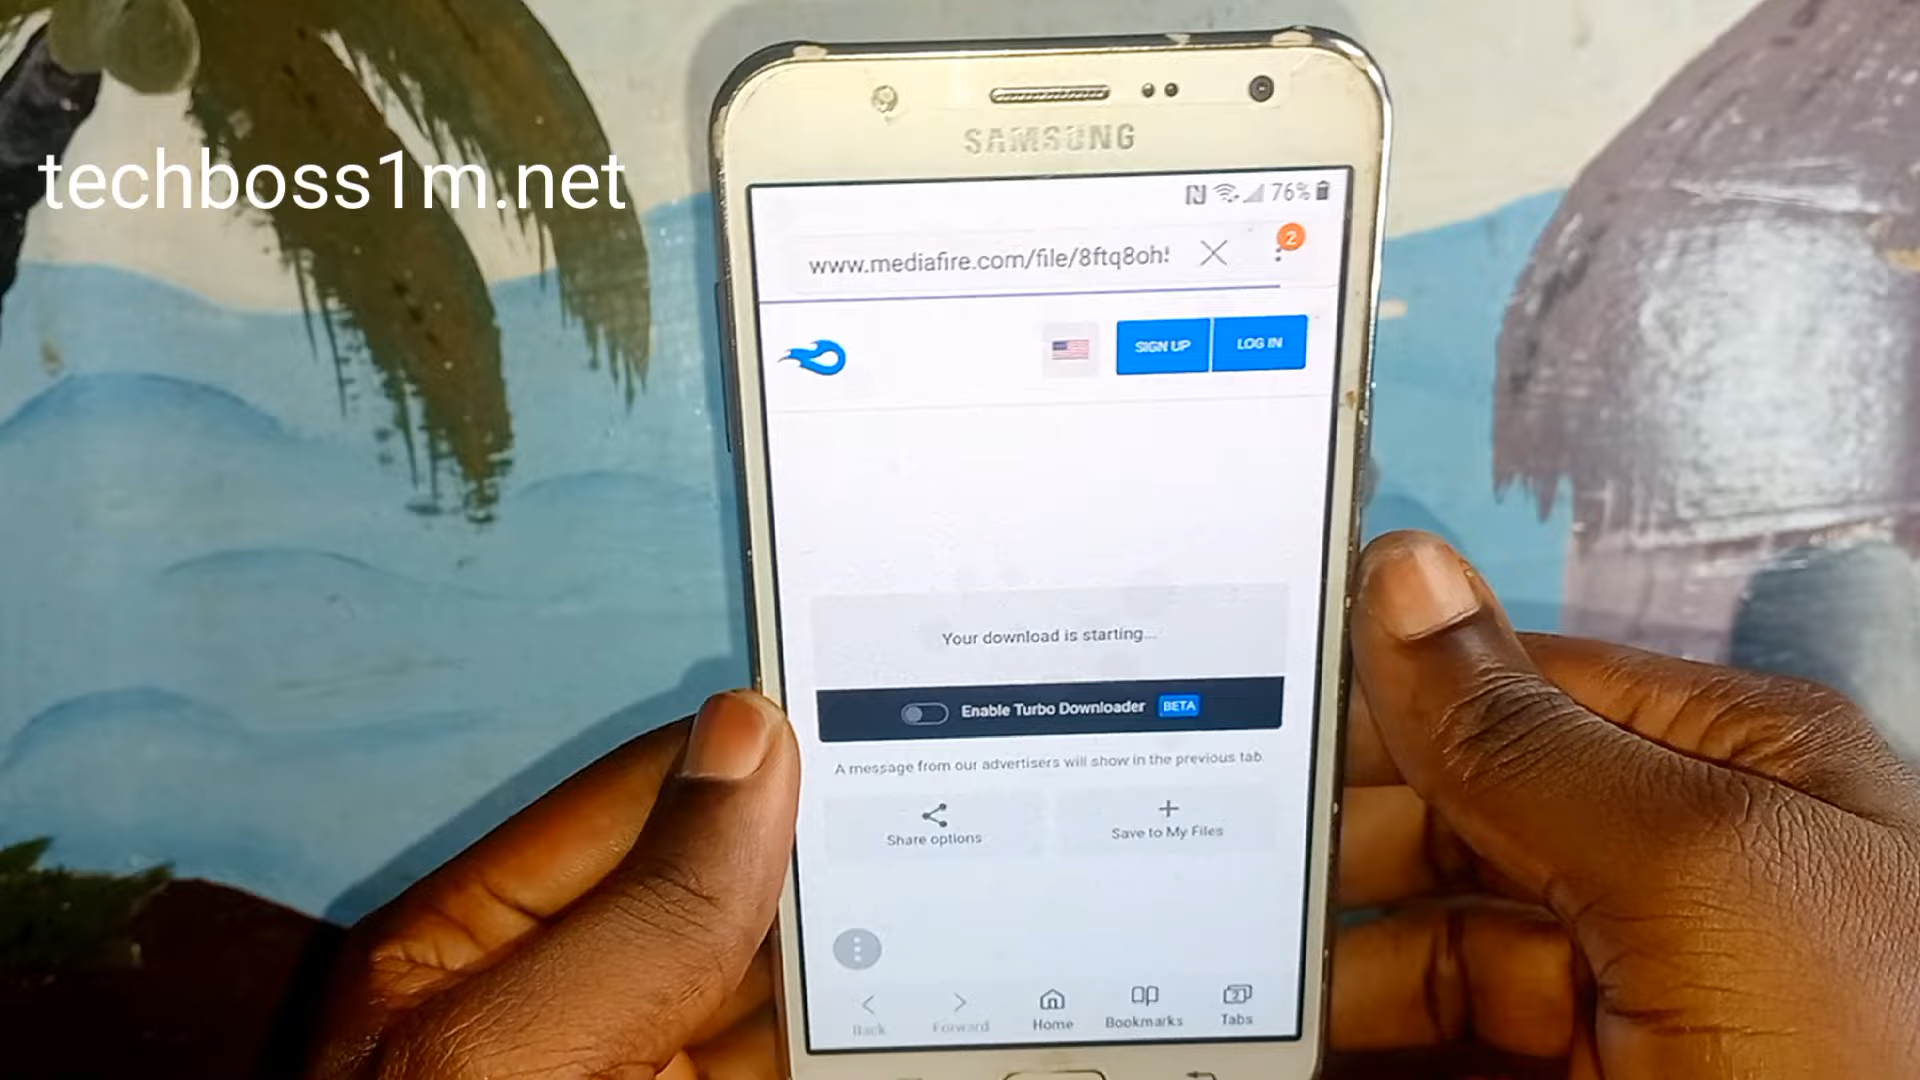 techboss1m.net
SAMSUNG
76%
www.mediafire.com/file/8ftq8oh!
2
SIGN UP
LOG IN
Your download is starting...
Enable Turbo Downloader BETA
A message from our advertisers will show in the previous tab.
Share options
Save to My Files
Back
Forward
Home
Bookmarks
2
Tabs